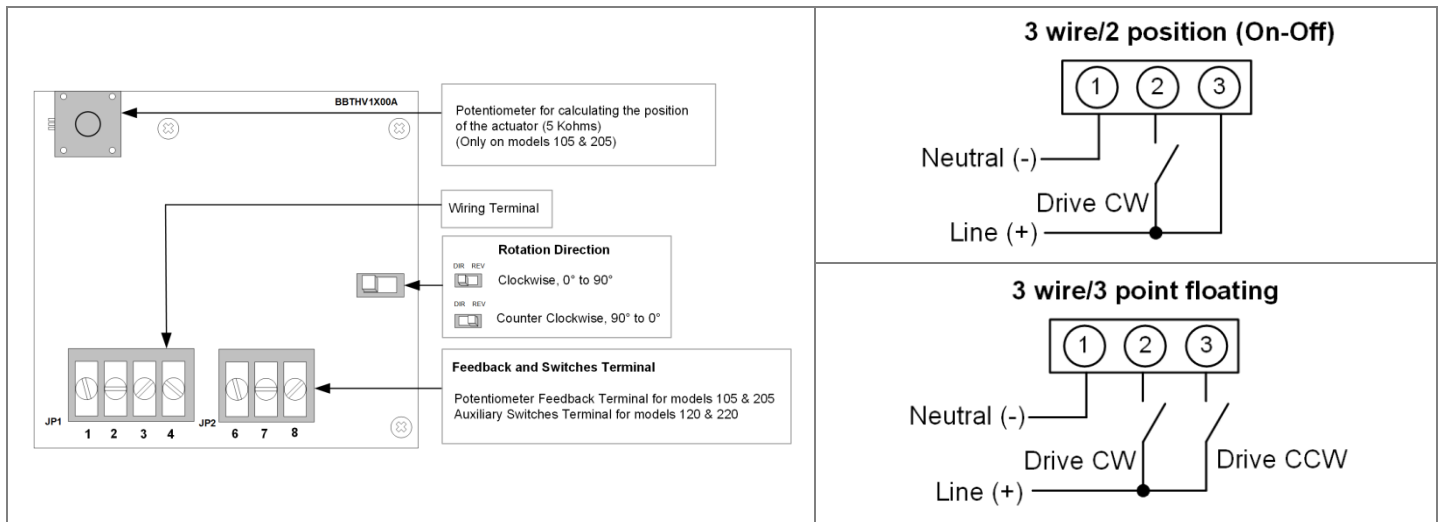 BBTHV1X00A
Potentiometer for calculating the position
of the actuator (5 Kohms)
(Only on models 105 & 205)
Wiring Terminal
Rotation Direction
DIR REV
Clockwise, 0° to 90°
DIR REV
Counter Clockwise, 90° to 0°
Feedback and Switches Terminal
Potentiometer Feedback Terminal for models 105 & 205
Auxiliary Switches Terminal for models 120 & 220
JP1
1 2 3 4
JP2
6 7 8
3 wire/2 position (On-Off)
1 2 3
Neutral (-)
Drive CW
Line (+)
3 wire/3 point floating
1 2 3
Neutral (-)
Drive CW Drive CCW
Line (+)